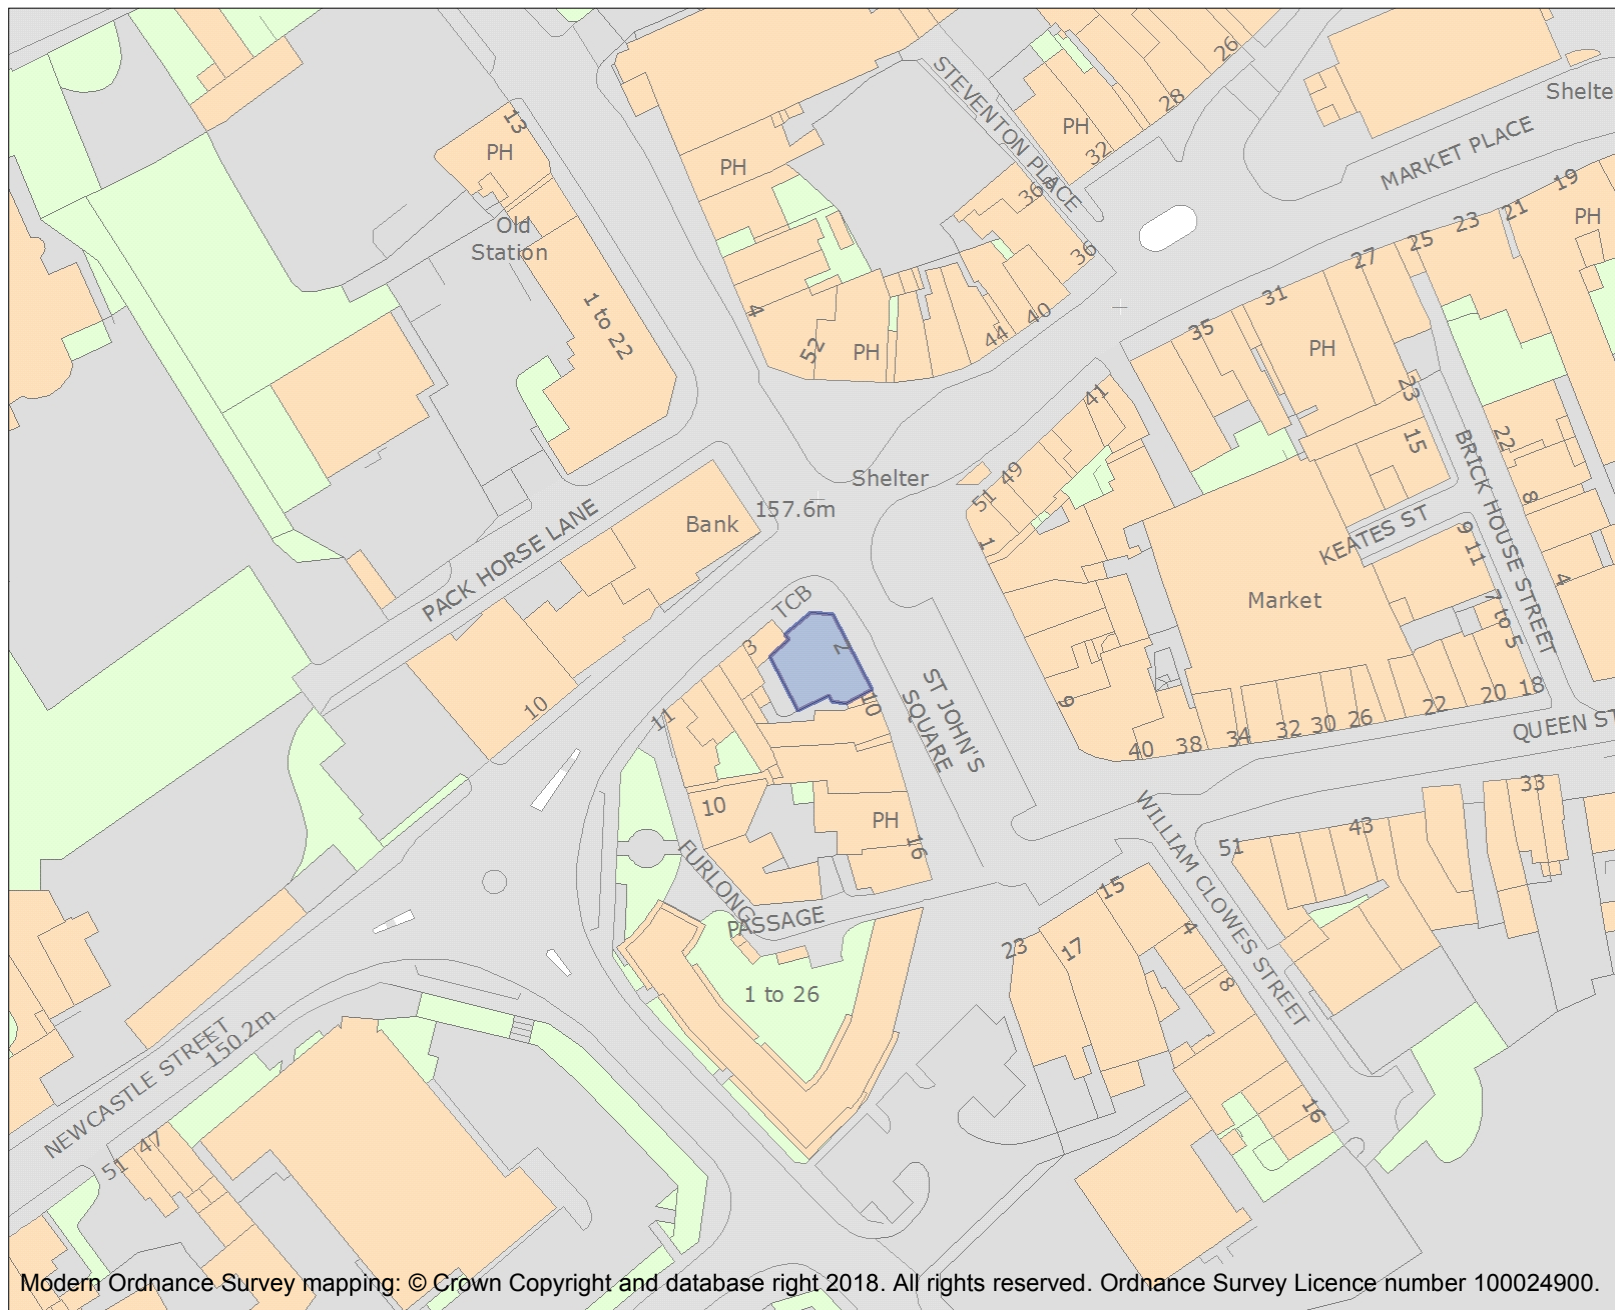 STEVENTON PLACE
26
28
Shelte
13
PH
PH
PH
32
MARKET PLACE
36
19
21
PH
23
Old
Station
25
36
27
31
1 to 22
4
40
44
35
52
PH
PH
23
41
15
22
BRICK HOUSE STREET
Shelter
49
51
8
PACK HORSE LANE
157.6m
Bank
KEATES ST
9 11
1
4
TCB
Market
7 to 5
3
2
ST JOHN'S
SQUARE
10
10
9
11
18
20
22
26
30
32
34
38
40
QUEEN ST
33
WILLIAM CLOWES STREET
10
PH
43
51
16
FURLONG
PASSAGE
15
4
23
17
8
1 to 26
NEWCASTLE STREET
150.2m
16
47
51
Modern Ordnance Survey mapping: © Crown Copyright and database right 2018. All rights reserved. Ordnance Survey Licence number 100024900.